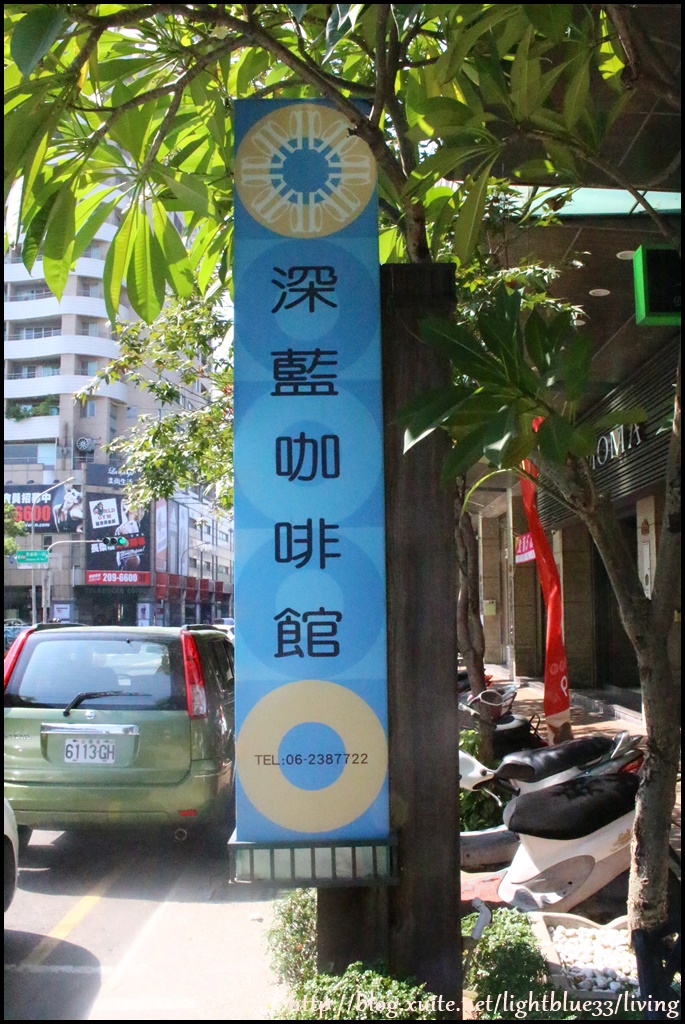 深藍咖啡館
TEL:06-2387722
6113GH
209-6600
http://blog.xuite.net/lightblue33/living